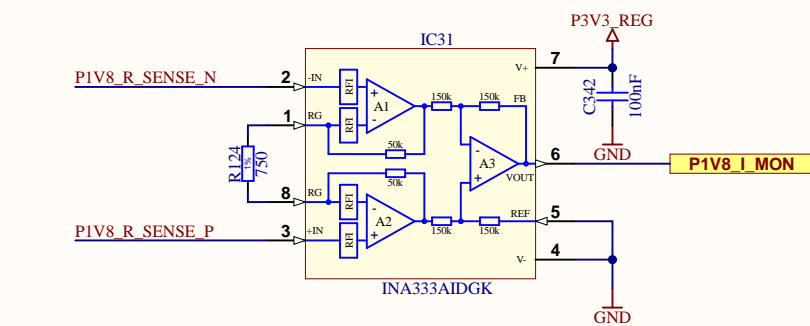 P3V3_REG
IC31
P1V8_R_SENSE_N
2
-IN
RFI
A1
+
-
150k
150k
FB
V+
7
C342
100nF
GND
1
RG
RFI
50k
R124
1%
750
50k
-
+
A3
VOUT
6
P1V8_I_MON
8
RG
RFI
-
A2
+
150k
150k
REF
5
P1V8_R_SENSE_P
3
+IN
RFI
V-
4
INA333AIDGK
GND